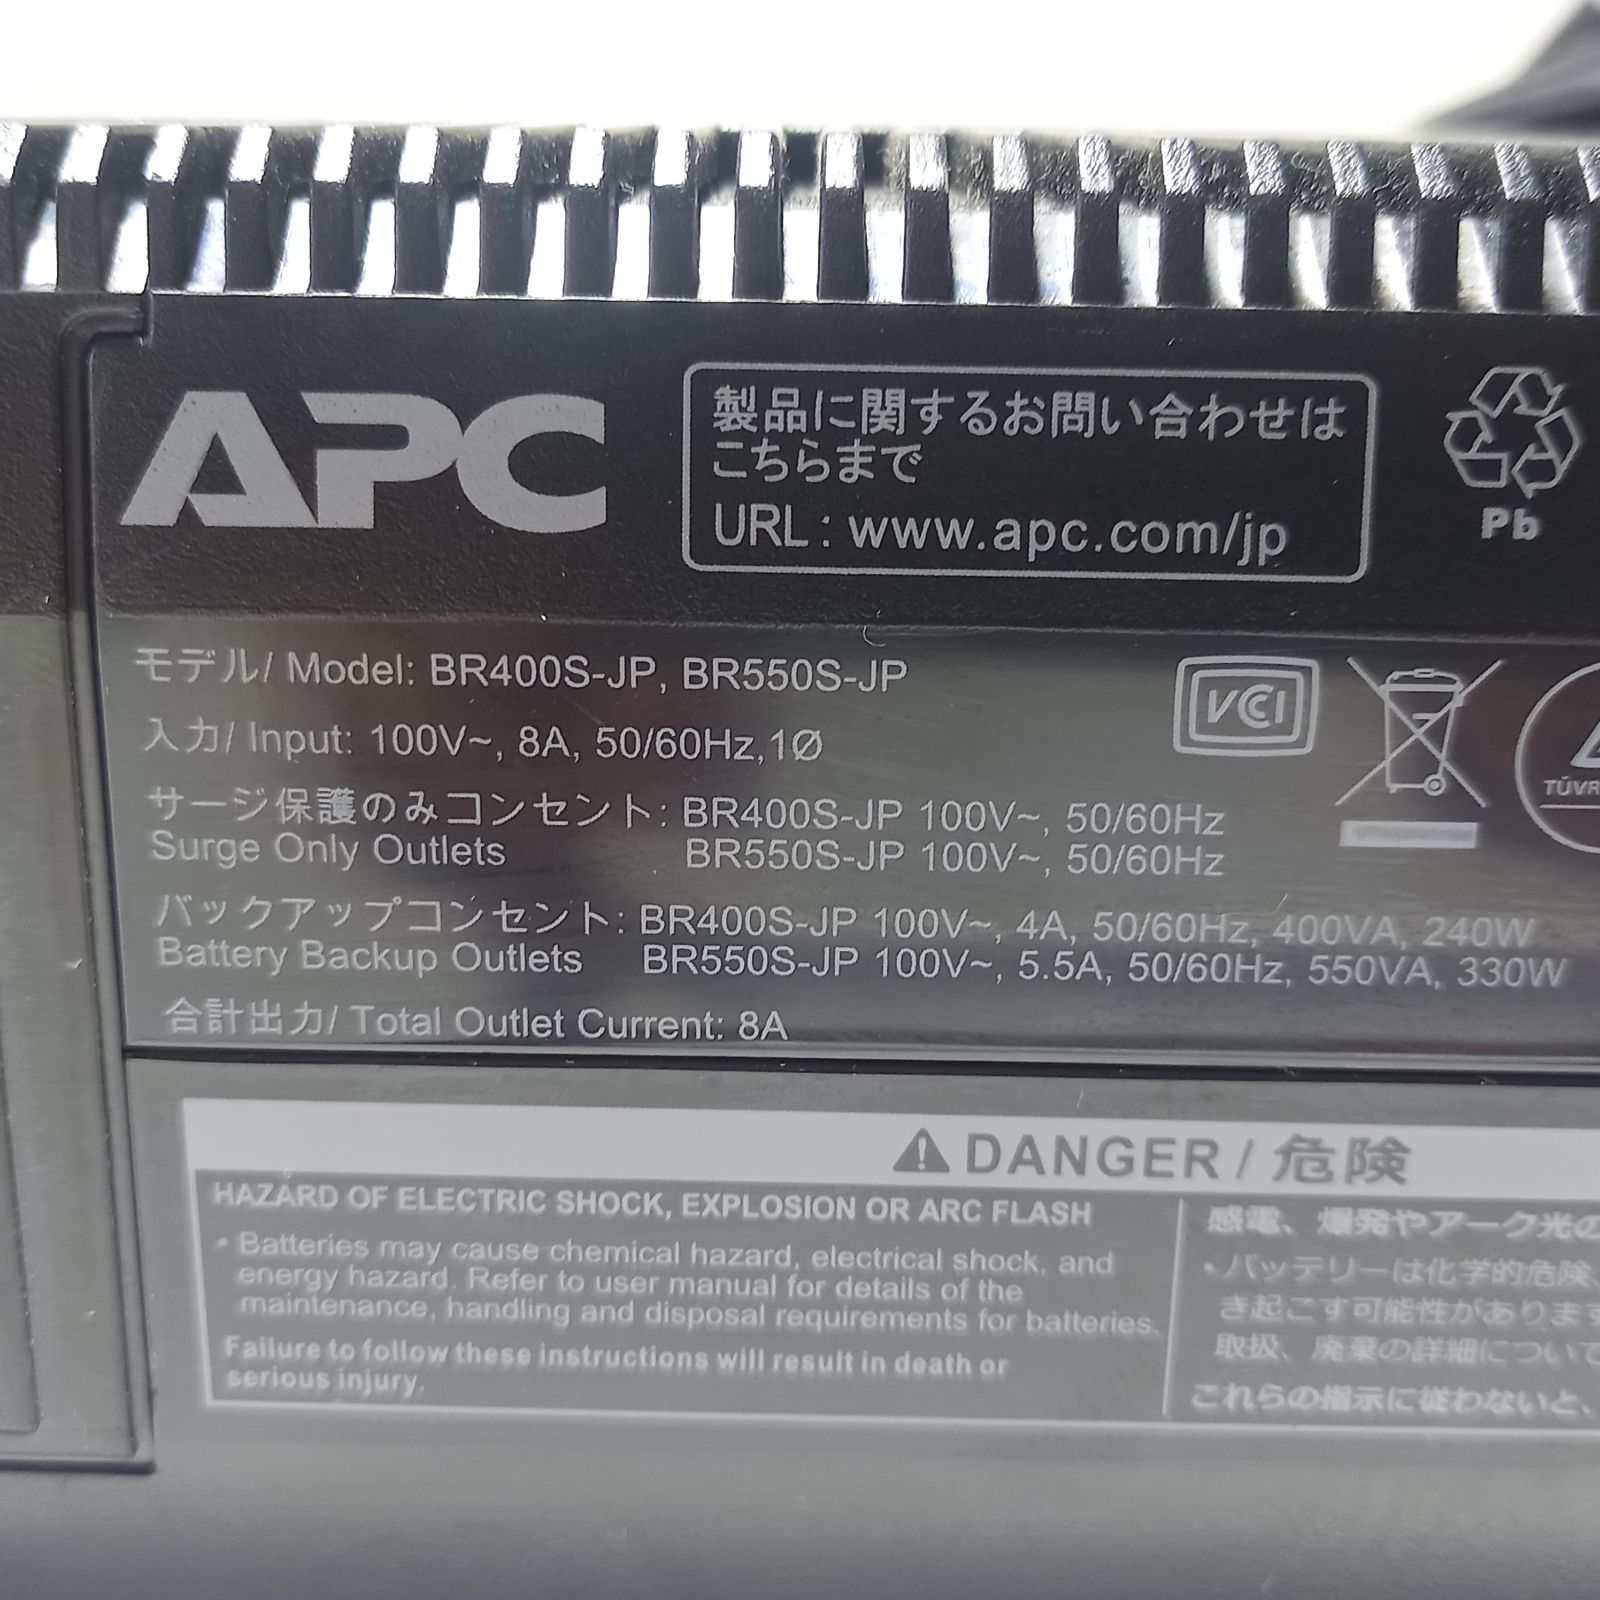 APC
製品に関するお問い合わせは
こちらまで
URL : www.apc.com/jp
Pb
モデル/ Model: BR400S-JP, BR550S-JP
入力/ Input: 100V~, 8A, 50/60Hz,1Ø
VCCI
TÜVR
サージ保護のみコンセント: BR400S-JP 100V~, 50/60Hz
Surge Only Outlets BR550S-JP 100V~, 50/60Hz
バックアップコンセント: BR400S-JP 100V~, 4A, 50/60Hz, 400VA, 240W
Battery Backup Outlets BR550S-JP 100V~, 5.5A, 50/60Hz, 550VA, 330W
合計出力/ Total Outlet Current: 8A
DANGER / 危険
HAZARD OF ELECTRIC SHOCK, EXPLOSION OR ARC FLASH
• Batteries may cause chemical hazard, electrical shock, and
energy hazard. Refer to user manual for details of the
maintenance, handling and disposal requirements for batteries.
Failure to follow these instructions will result in death or
serious injury.
感電、爆発やアーク光の
•バッテリーは化学的危険、
き起こす可能性があります
取扱、廃棄の詳細について
これらの指示に従わないと、